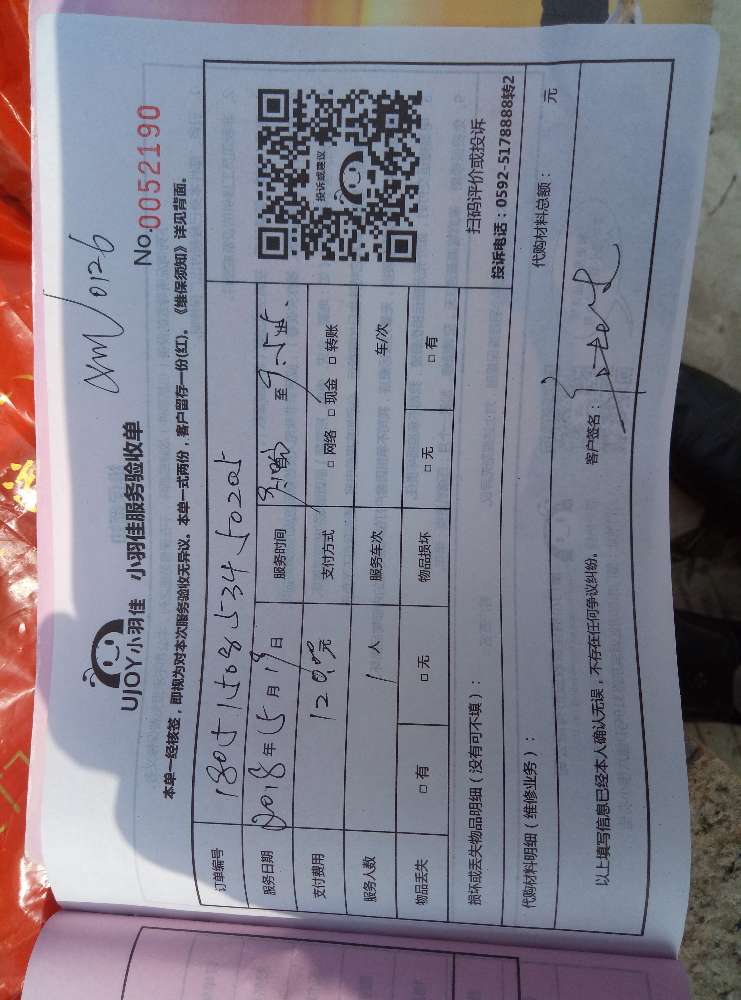 UJOY小羽佳 小羽佳服务验收单
xm 0126
No.0052190
本单一经核签，即视为对本次服务验收无异议。本单一式两份，客户留存一份(红)。《维保须知》详见背面。
订单编号 1805150853450205
服务日期 2018年5月19日 服务时间 至
支付费用 120.00元 支付方式 □网络 □现金 □转账
服务人数 1人 服务车次 车/次
物品丢失 □有 □无 物品损坏 □无 □有
投诉或建议
扫码评价或投诉
投诉电话：0592-5178888转2
损坏或丢失物品明细（没有可不填）：
代购材料明细（维修业务）： 代购材料总额： 元
以上填写信息已经本人确认无误，不存在任何争议纠纷。 客户签名：